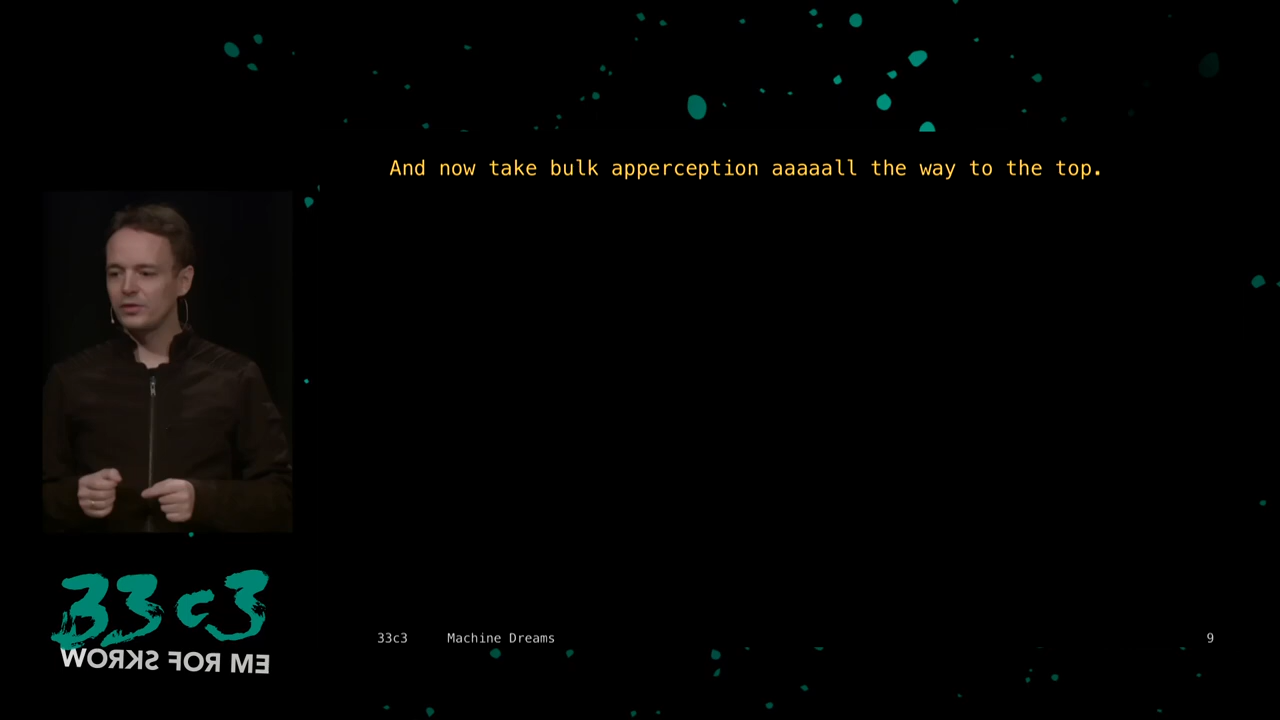 And now take bulk apperception aaaaall the way to the top.
33c3
WORKS FOR ME
33c3 Machine Dreams 9